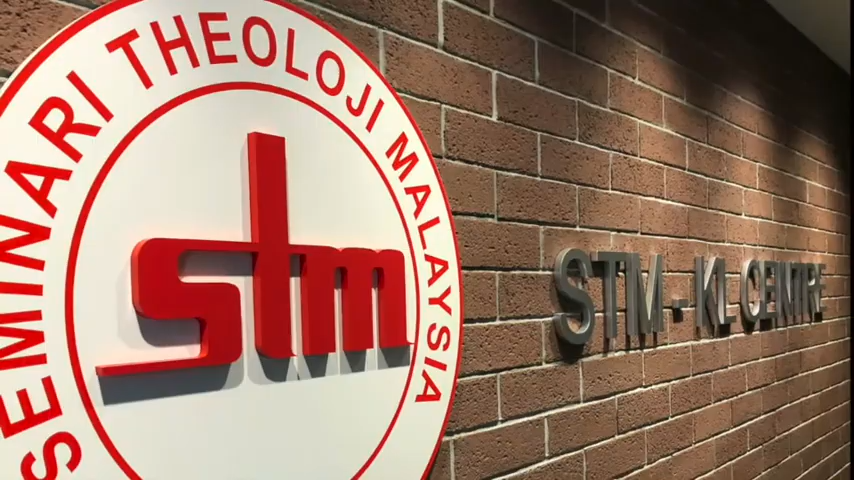 SEMINARI THEOLOJI MALAYSIA
stm
STM - KL CENTRE